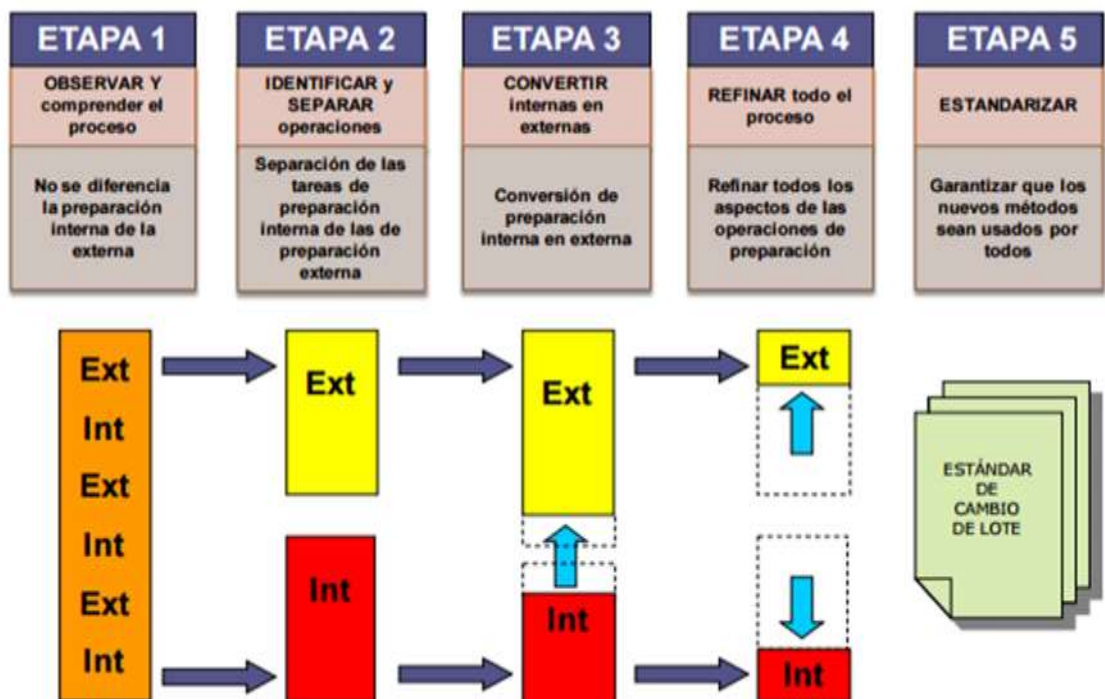 ETAPA 1
OBSERVAR Y
comprender el
proceso
No se diferencia
la preparación
interna de la
externa
ETAPA 2
IDENTIFICAR y
SEPARAR
operaciones
Separación de las
tareas de
preparación
interna de las de
preparación
externa
ETAPA 3
CONVERTIR
internas en
externas
Conversión de
preparación
interna en externa
ETAPA 4
REFINAR todo el
proceso
Refinar todos los
aspectos de las
operaciones de
preparación
ETAPA 5
ESTANDARIZAR
Garantizar que los
nuevos métodos
sean usados por
todos
Ext
Int
Ext
Int
Ext
Int
Ext
Int
Ext
Int
Ext
Int
ESTÁNDAR
DE
CAMBIO
DE LOTE